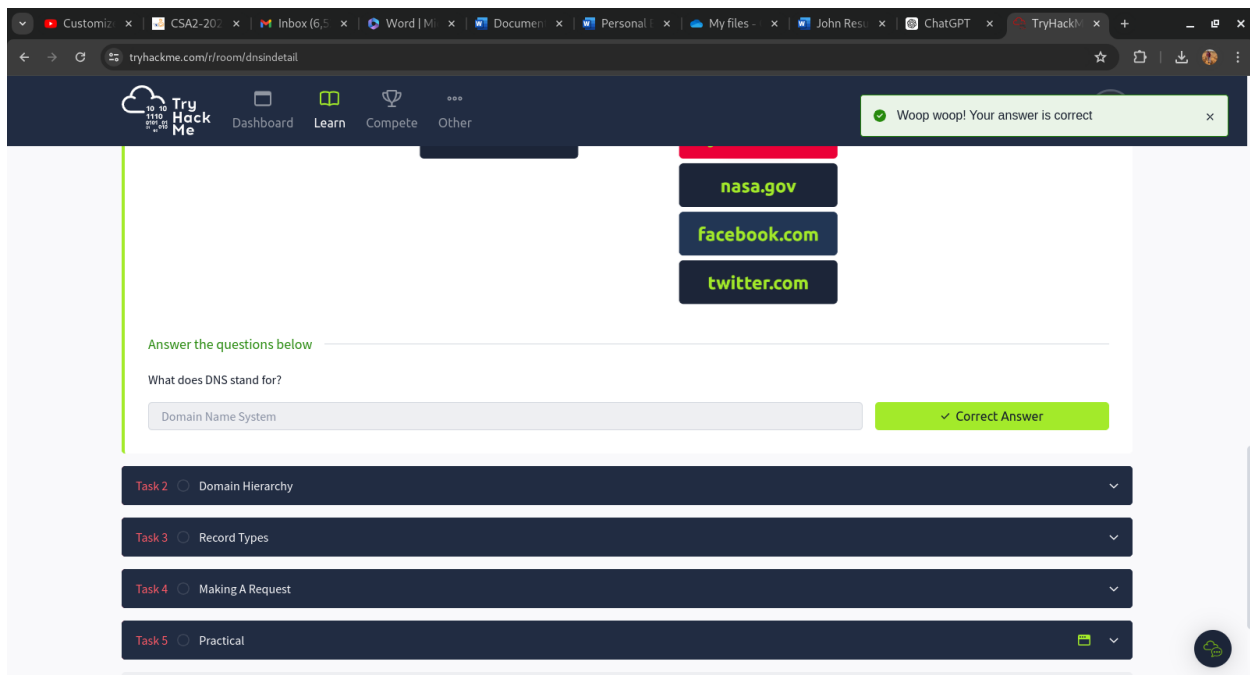 Customiz
CSA2-202
Inbox (6,5
Word | Mi
Documen
Personal
My files -
John Resu
ChatGPT
TryHackM
tryhackme.com/r/room/dnsindetail
Try
Hack
Me
Dashboard
Learn
Compete
Other
Woop woop! Your answer is correct
nasa.gov
facebook.com
twitter.com
Answer the questions below
What does DNS stand for?
Domain Name System
Correct Answer
Task 2 Domain Hierarchy
Task 3 Record Types
Task 4 Making A Request
Task 5 Practical